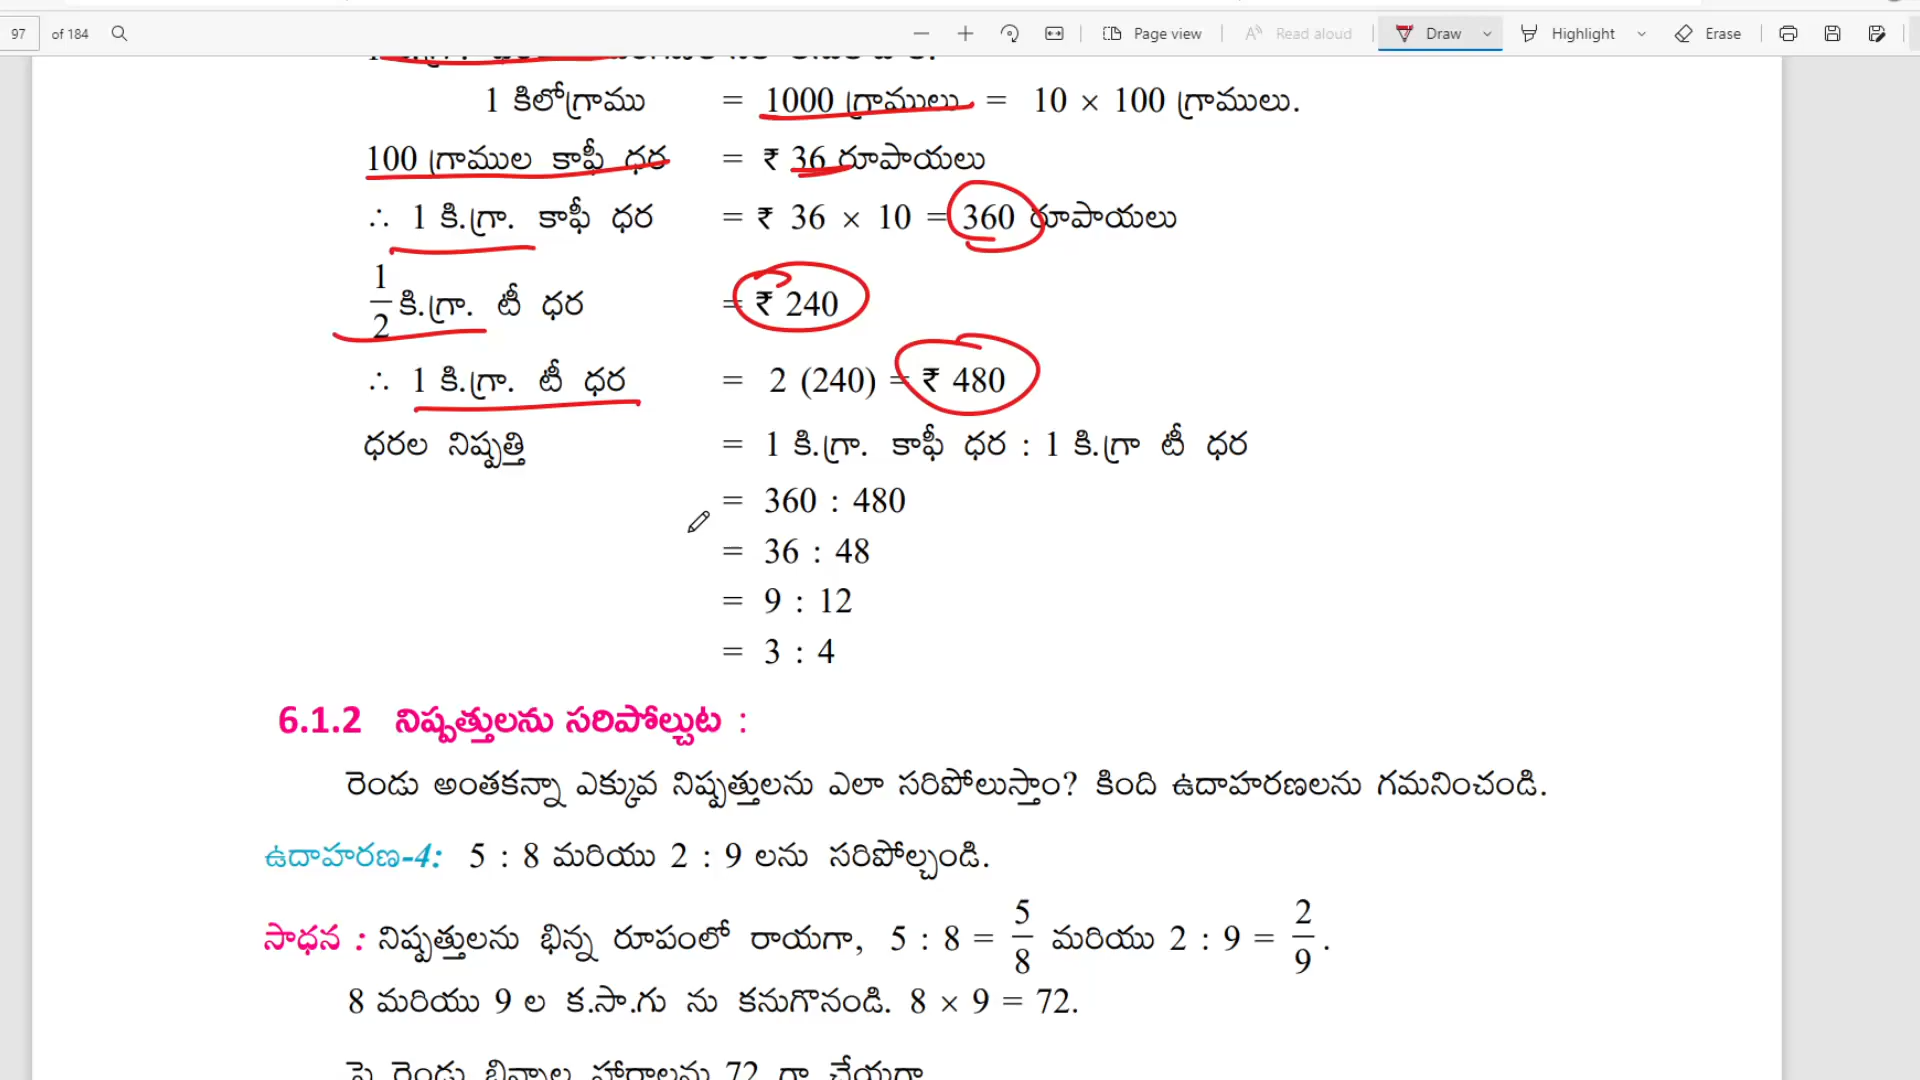 97 of 184 Page view Read aloud Draw Highlight Erase
1 కిలోగ్రాము = 1000 గ్రాములు = 10 × 100 గ్రాములు.
100 గ్రాముల కాఫీ ధర = ₹ 36 రూపాయలు
∴ 1 కి.గ్రా. కాఫీ ధర = ₹ 36 × 10 = 360 రూపాయలు
1/2 కి.గ్రా. టీ ధర = ₹ 240
∴ 1 కి.గ్రా. టీ ధర = 2 (240) = ₹ 480
ధరల నిష్పత్తి = 1 కి.గ్రా. కాఫీ ధర : 1 కి.గ్రా టీ ధర
= 360 : 480
= 36 : 48
= 9 : 12
= 3 : 4
6.1.2 నిష్పత్తులను సరిపోల్చుట :
రెండు అంతకన్నా ఎక్కువ నిష్పత్తులను ఎలా సరిపోలుస్తాం? కింది ఉదాహరణలను గమనించండి.
ఉదాహరణ-4: 5 : 8 మరియు 2 : 9 లను సరిపోల్చండి.
సాధన : నిష్పత్తులను భిన్న రూపంలో రాయగా, 5 : 8 = 5/8 మరియు 2 : 9 = 2/9.
8 మరియు 9 ల క.సా.గు ను కనుగొనండి. 8 × 9 = 72.
పై రెండు భిన్నాల హారాలను 72 గా చేయగా